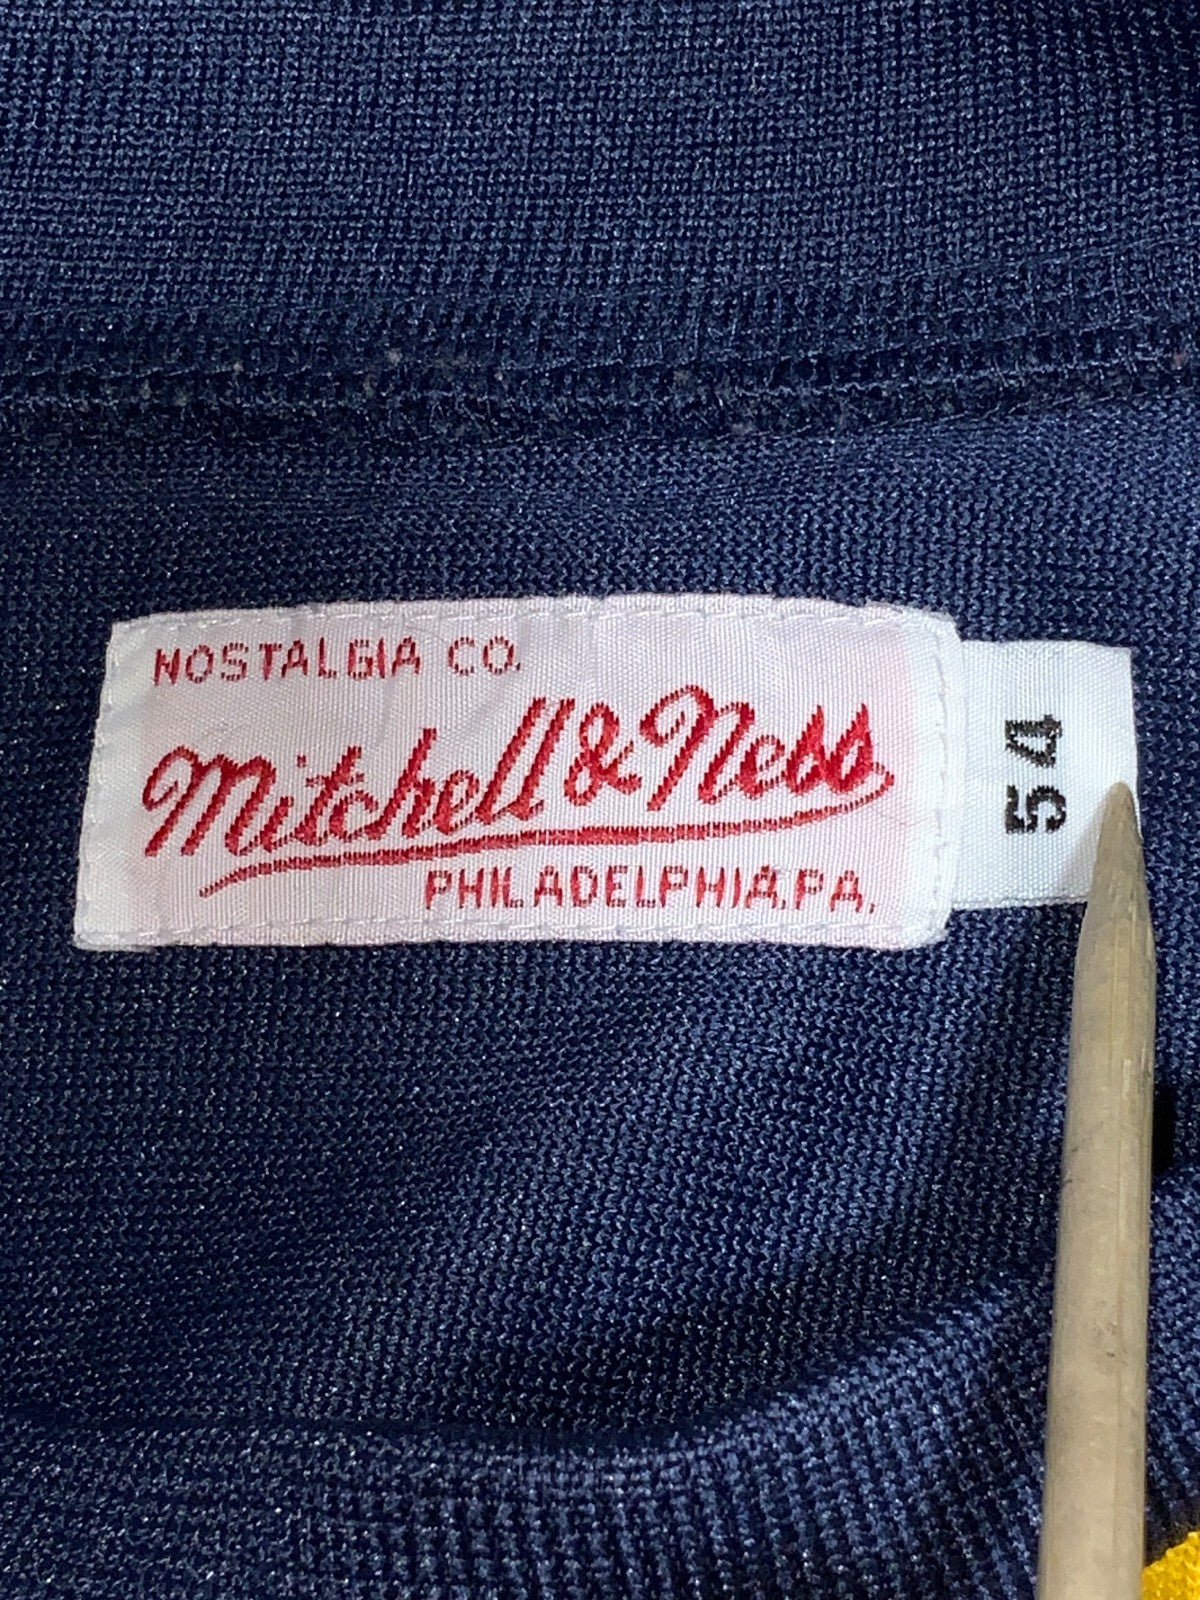 NOSTALGIA CO.
Mitchell & Ness
PHILADELPHIA, PA.
54